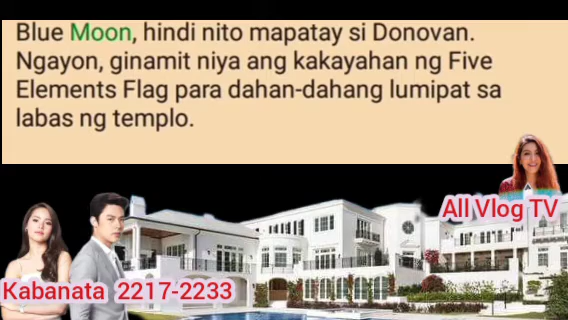 Blue Moon, hindi nito mapatay si Donovan.
Ngayon, ginamit niya ang kakayahan ng Five
Elements Flag para dahan-dahang lumipat sa
labas ng templo.
All Vlog TV
Kabanata 2217-2233